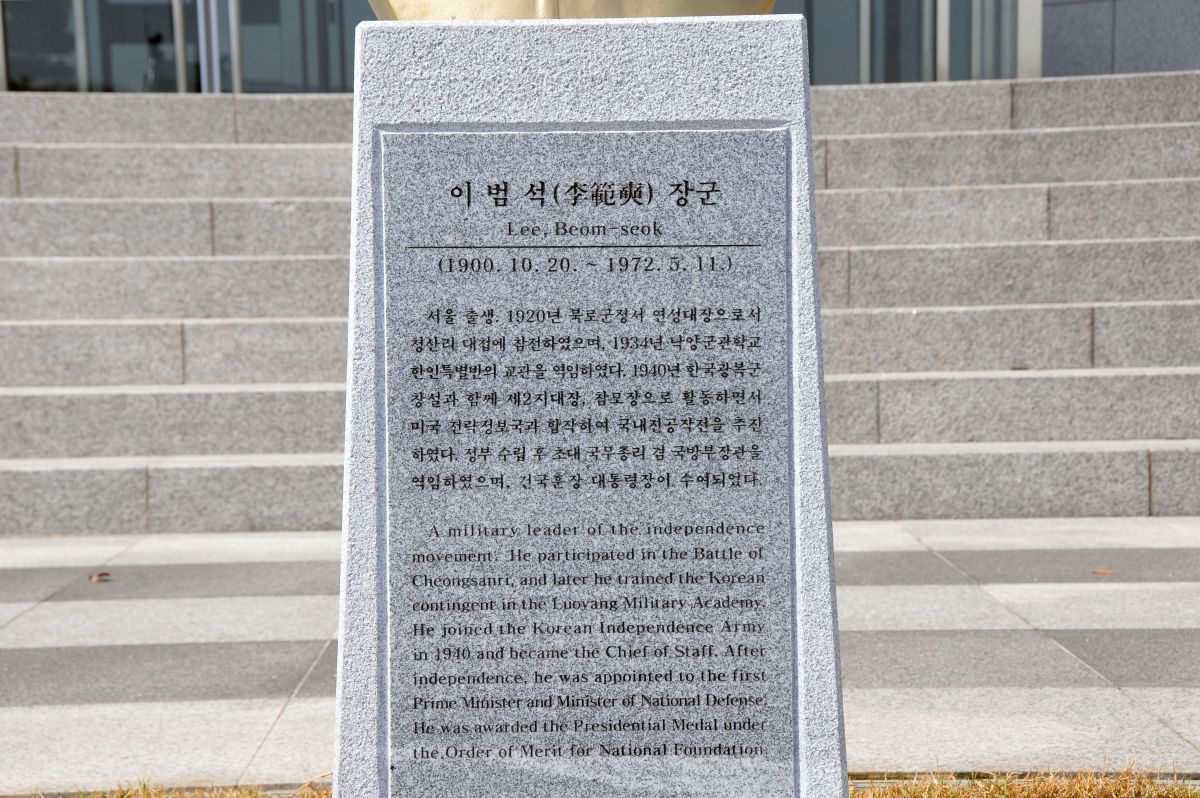 이 범 석(李範奭) 장군
Lee, Beom-seok
(1900. 10. 20. ~ 1972. 5. 11.)
서울 출생. 1920년 북로군정서 연성대장으로서
청산리 대첩에 참전하였으며, 1934년 낙양군관학교
한인특별반의 교관을 역임하였다. 1940년 한국광복군
창설과 함께 제2지대장, 참모장으로 활동하면서
미국 전략정보국과 합작하여 국내진공작전을 추진
하였다. 정부 수립 후 초대 국무총리 겸 국방부장관을
역임하였으며, 건국훈장 대통령장이 수여되었다.
A military leader of the independence
movement. He participated in the Battle of
Cheongsanri, and later he trained the Korean
contingent in the Luoyang Military Academy.
He joined the Korean Independence Army
in 1940 and became the Chief of Staff. After
independence, he was appointed to the first
Prime Minister and Minister of National Defense.
He was awarded the Presidential Medal under
the Order of Merit for National Foundation.